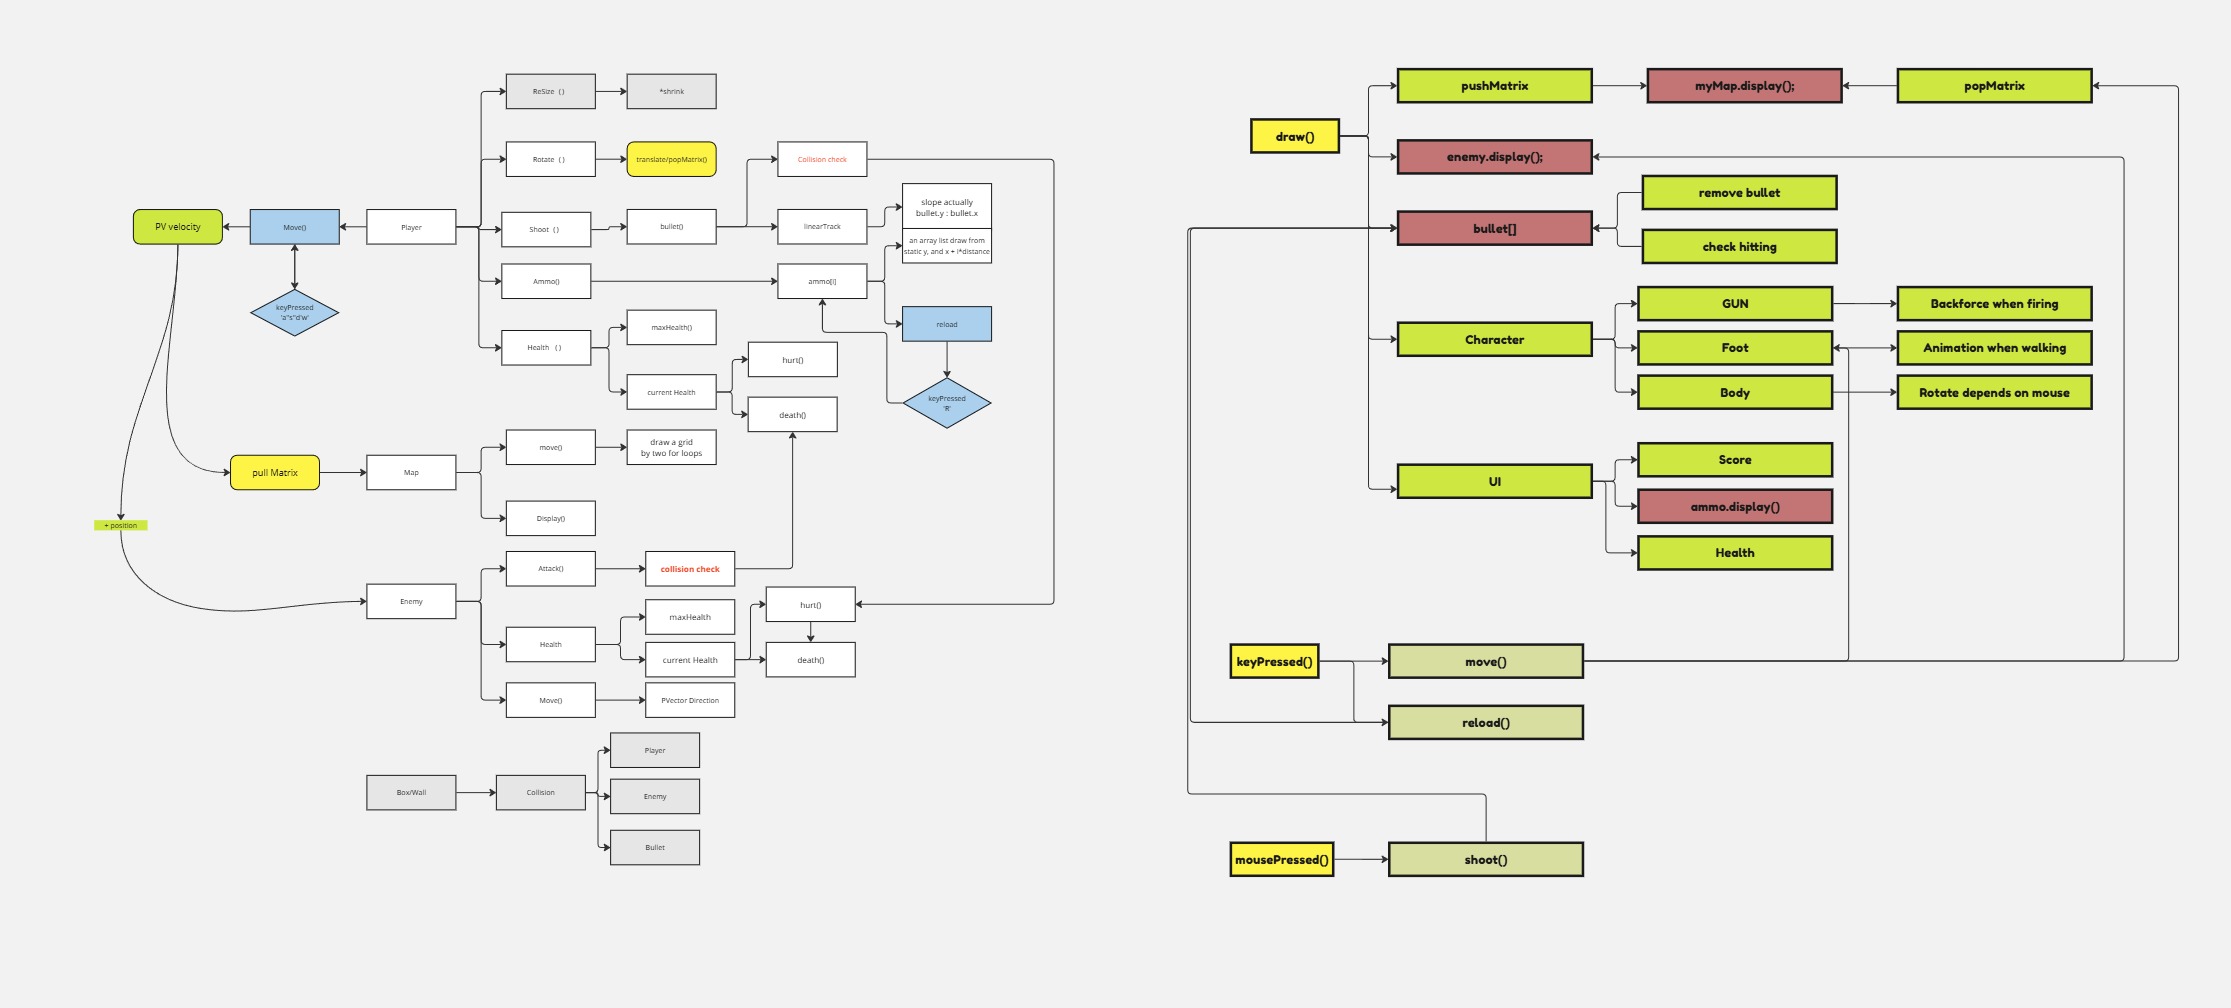 ReSize ()
*shrink
Rotate ()
translate/popMatrix()
Collision check
PV velocity
Move()
Player
Shoot ()
bullet()
linearTrack
slope actually
bullet.y : bullet.x
an array list draw from
static y, and x + i*distance
Ammo()
ammo[i]
keyPressed
'a''s''d'w'
reload
Health ()
maxHealth()
hurt()
current Health
death()
keyPressed
'R'
pull Matrix
Map
move()
draw a grid
by two for loops
Display()
+ position
Attack()
collision check
Enemy
maxHealth
hurt()
Health
current Health
death()
Move()
PVector Direction
Player
Box/Wall
Collision
Enemy
Bullet
pushMatrix
myMap.display();
popMatrix
draw()
enemy.display();
remove bullet
bullet[]
check hitting
GUN
Backforce when firing
Character
Foot
Animation when walking
Body
Rotate depends on mouse
Score
UI
ammo.display()
Health
keyPressed()
move()
reload()
mousePressed()
shoot()